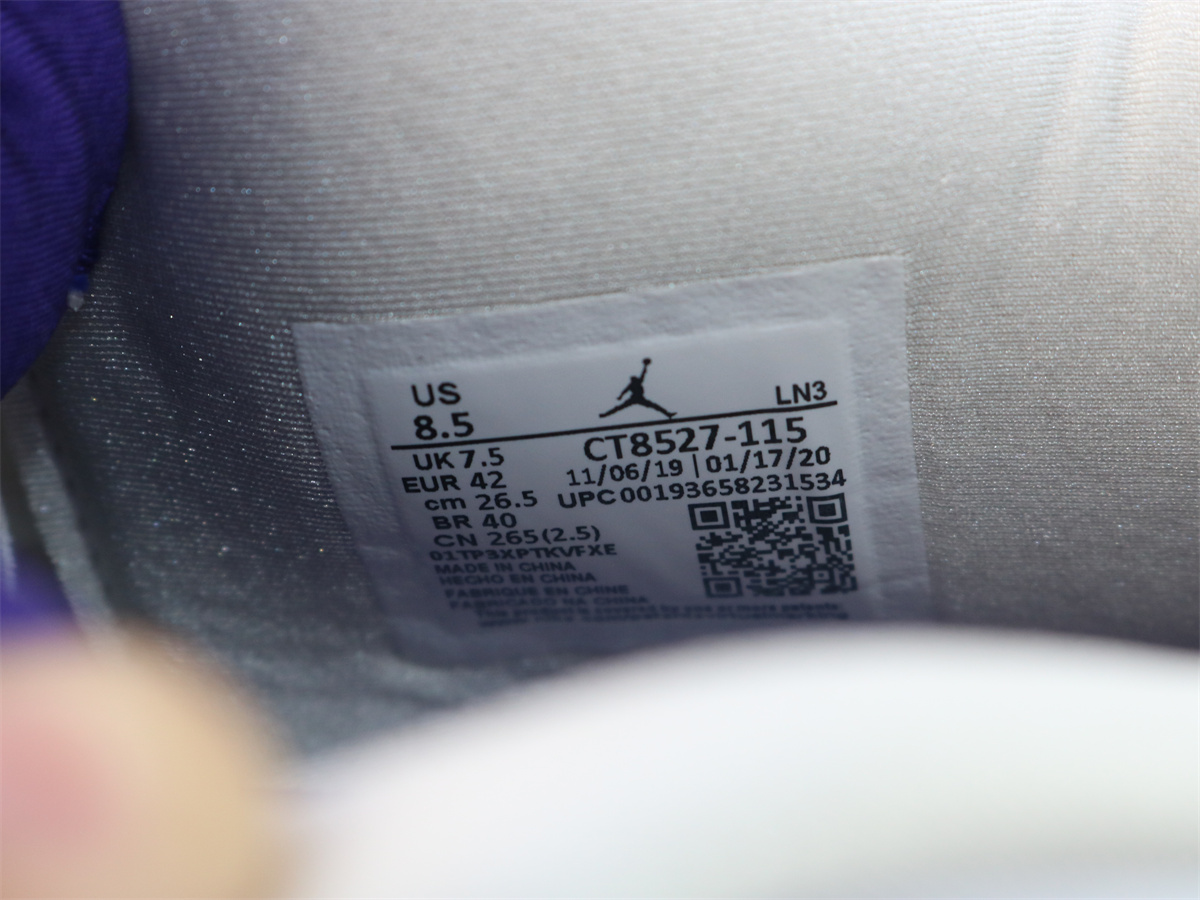 US
8.5
LN3
UK 7.5
EUR 42
cm 26.5
BR 40
CN 265(2.5)
CT8527-115
11/06/19 | 01/17/20
UPC 00193658231534
01TP3XPTKVFXE
MADE IN CHINA
HECHO EN CHINA
FABRIQUE EN CHINE
FABRICADO NA CHINA